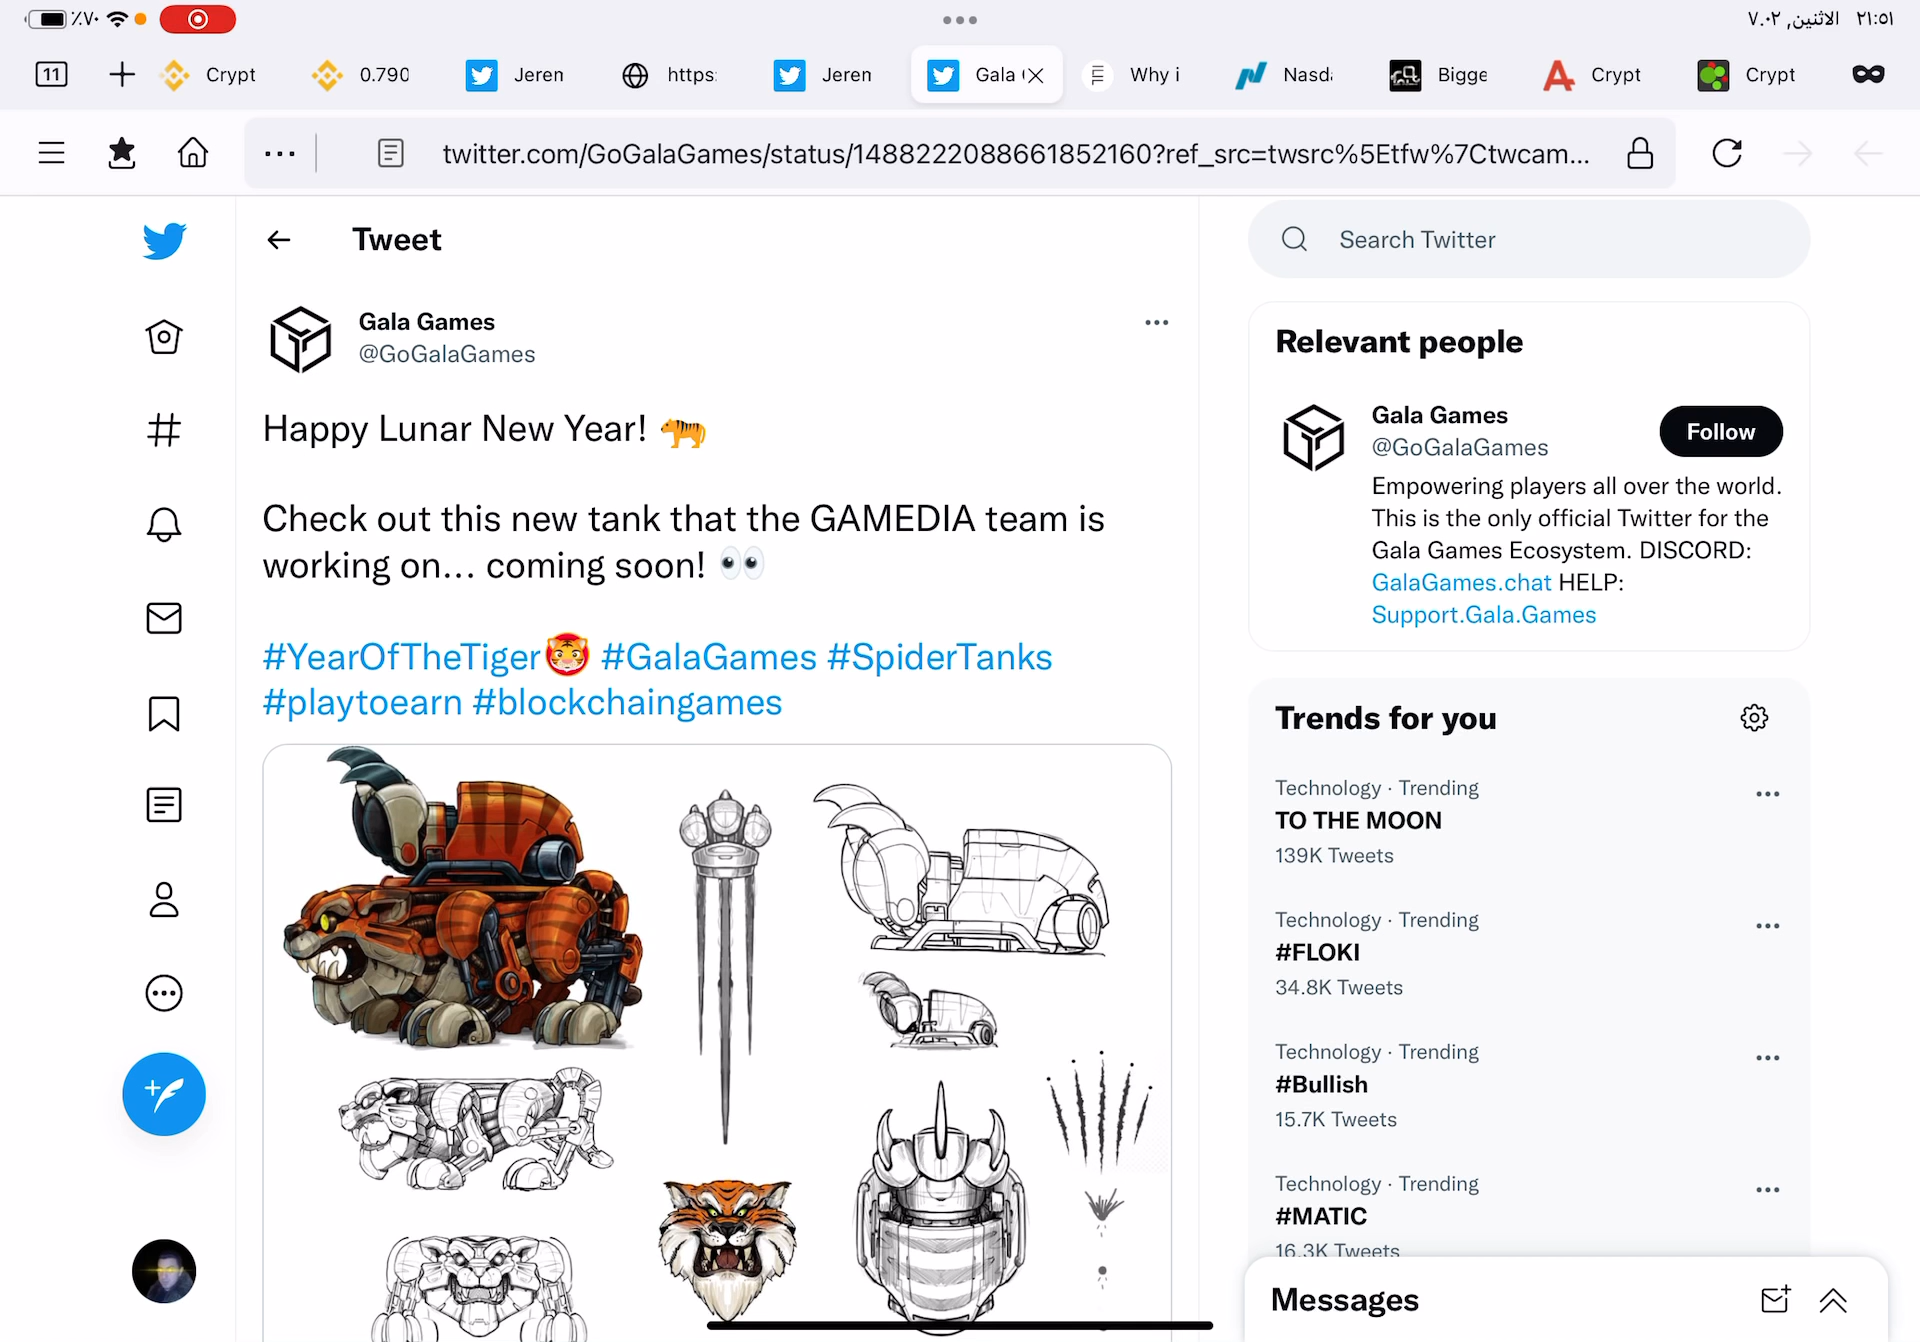 ٪٧٠
٢١:٥١ الاثنين, ٧٠٠٢
11
Crypt
0.790
Jeren
https:
Jeren
Gala (
Why i
Nasda
Bigge
Crypt
Crypt
twitter.com/GoGalaGames/status/1488222088661852160?ref_src=twsrc%5Etfw%7Ctwcam...
Tweet
Gala Games
@GoGalaGames
Happy Lunar New Year! 🐅
Check out this new tank that the GAMEDIA team is
working on... coming soon! 👀
#YearOfTheTiger🐯 #GalaGames #SpiderTanks
#playtoearn #blockchaingames
Search Twitter
Relevant people
Gala Games
@GoGalaGames
Follow
Empowering players all over the world.
This is the only official Twitter for the
Gala Games Ecosystem. DISCORD:
GalaGames.chat HELP:
Support.Gala.Games
Trends for you
Technology · Trending
TO THE MOON
139K Tweets
Technology · Trending
#FLOKI
34.8K Tweets
Technology · Trending
#Bullish
15.7K Tweets
Technology · Trending
#MATIC
16.3K Tweets
Messages